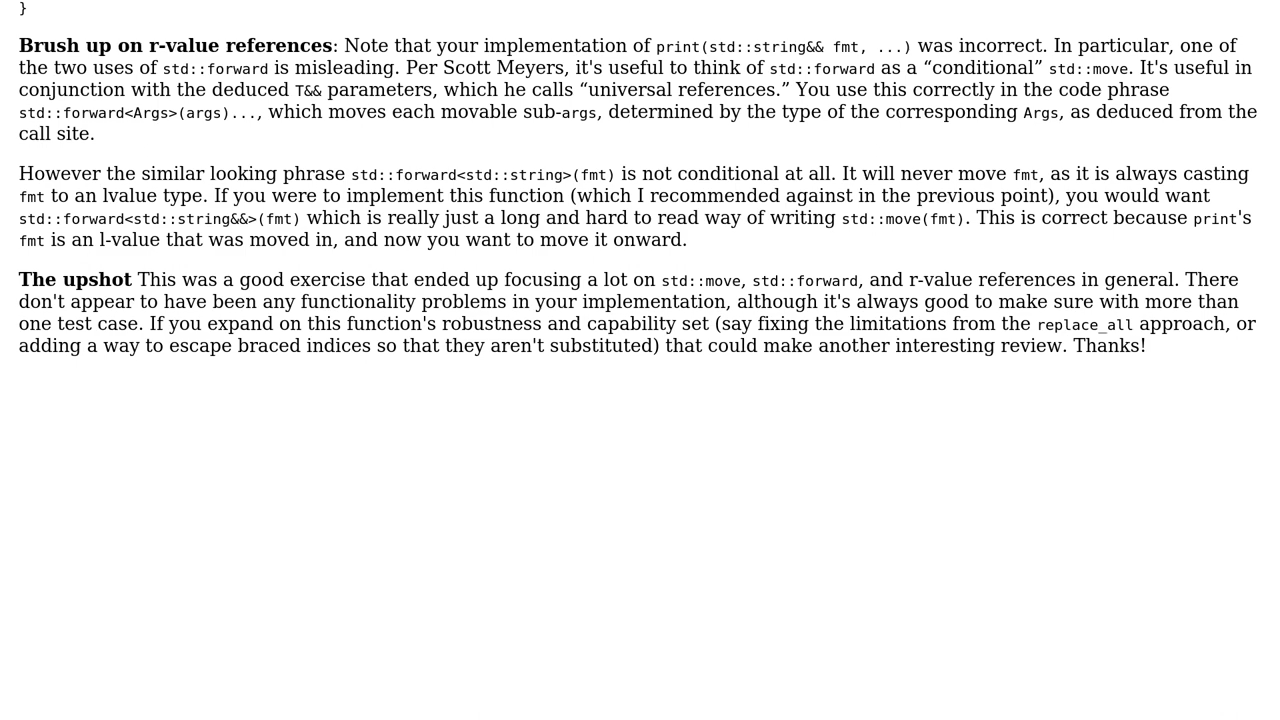 }
Brush up on r-value references: Note that your implementation of print(std::string&& fmt, ...) was incorrect. In particular, one of
the two uses of std::forward is misleading. Per Scott Meyers, it's useful to think of std::forward as a “conditional” std::move. It's useful in
conjunction with the deduced T&& parameters, which he calls “universal references.” You use this correctly in the code phrase
std::forward<Args>(args)..., which moves each movable sub-args, determined by the type of the corresponding Args, as deduced from the
call site.
However the similar looking phrase std::forward<std::string>(fmt) is not conditional at all. It will never move fmt, as it is always casting
fmt to an lvalue type. If you were to implement this function (which I recommended against in the previous point), you would want
std::forward<std::string&&>(fmt) which is really just a long and hard to read way of writing std::move(fmt). This is correct because print's
fmt is an l-value that was moved in, and now you want to move it onward.
The upshot This was a good exercise that ended up focusing a lot on std::move, std::forward, and r-value references in general. There
don't appear to have been any functionality problems in your implementation, although it's always good to make sure with more than
one test case. If you expand on this function's robustness and capability set (say fixing the limitations from the replace_all approach, or
adding a way to escape braced indices so that they aren't substituted) that could make another interesting review. Thanks!